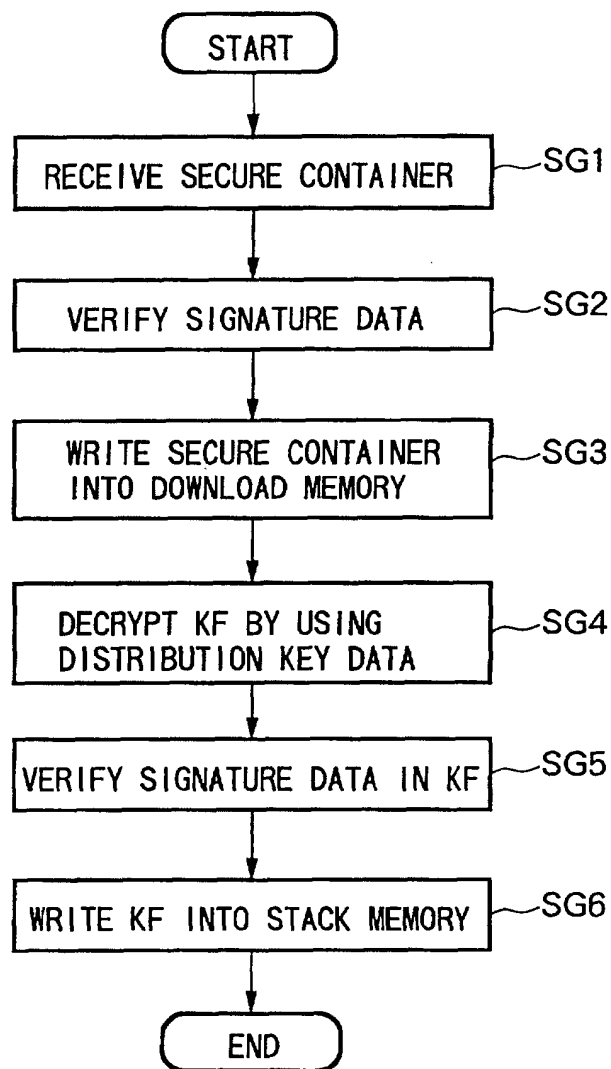 START
RECEIVE SECURE CONTAINER
SG1
VERIFY SIGNATURE DATA
SG2
WRITE SECURE CONTAINER
INTO DOWNLOAD MEMORY
SG3
DECRYPT KF BY USING
DISTRIBUTION KEY DATA
SG4
VERIFY SIGNATURE DATA IN KF
SG5
WRITE KF INTO STACK MEMORY
SG6
END